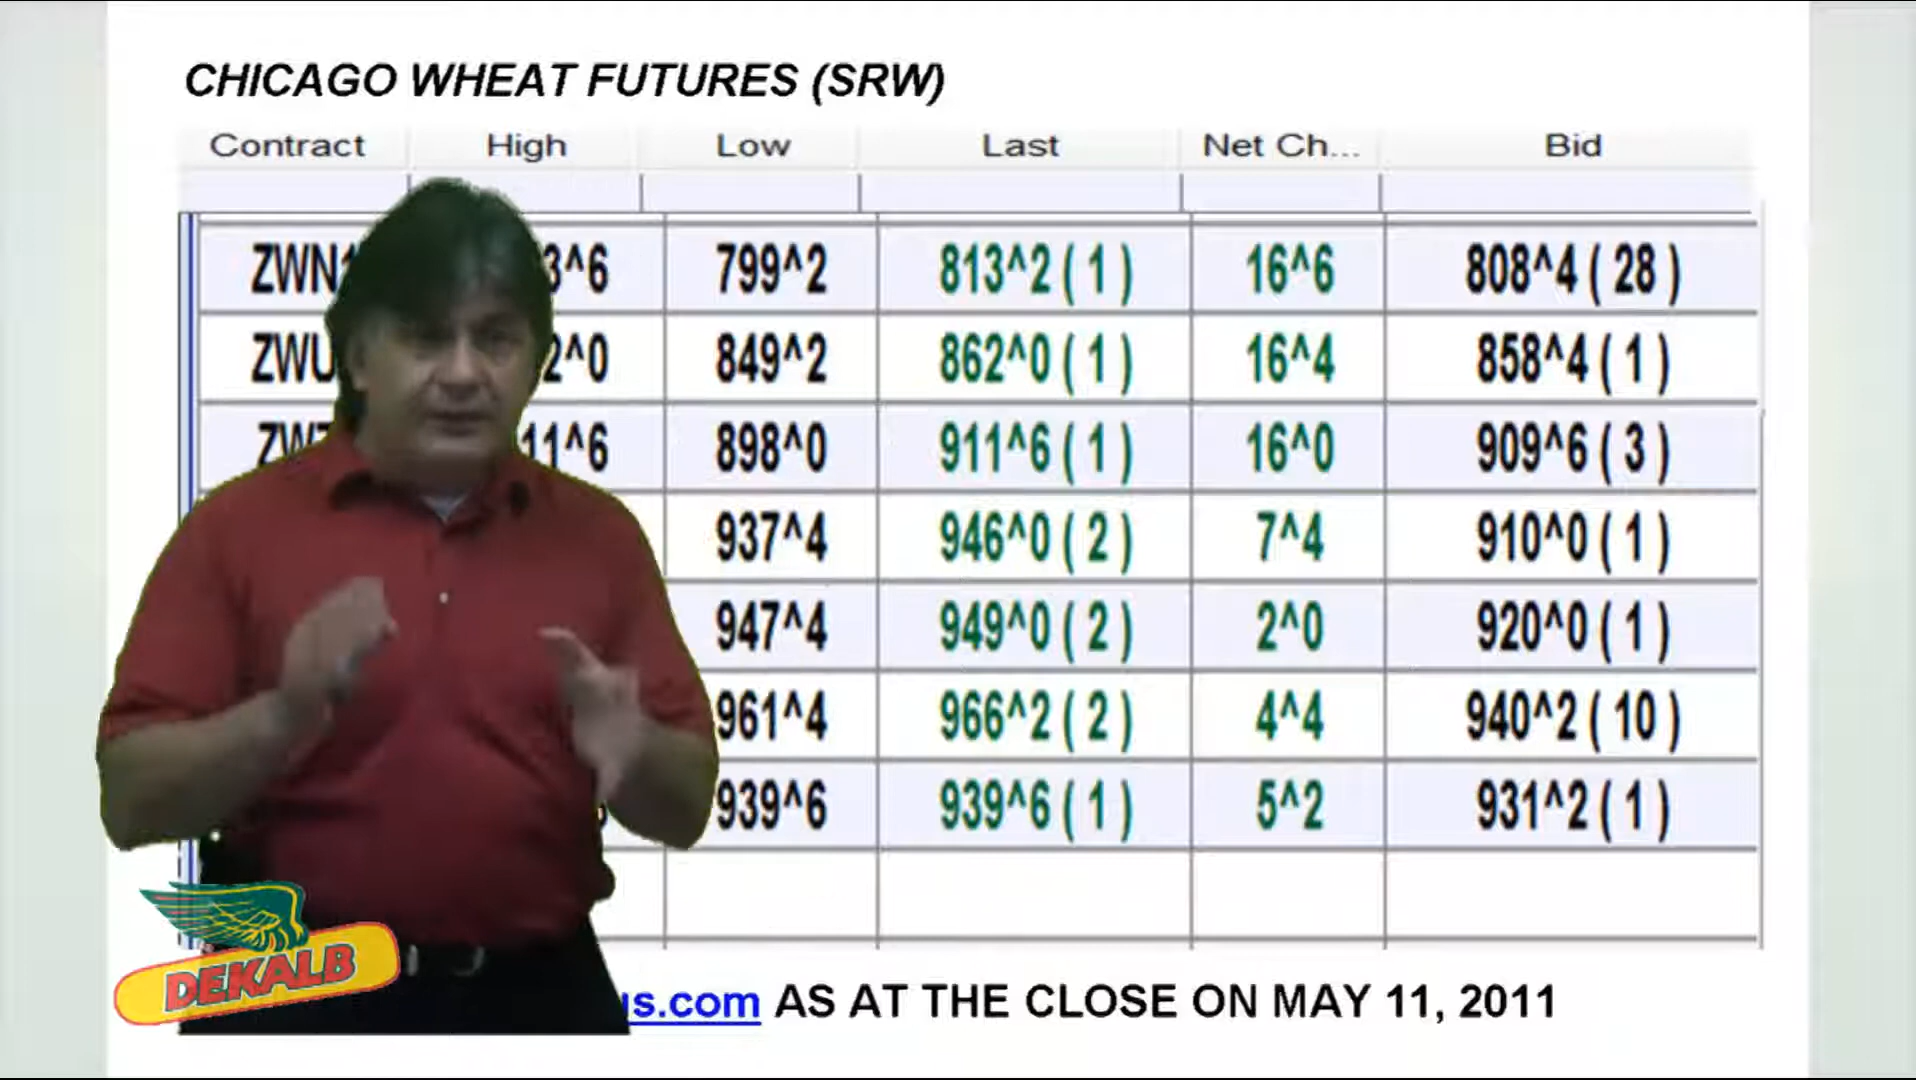 CHICAGO WHEAT FUTURES (SRW)
Contract High Low Last Net Ch... Bid
ZWN 3^6 799^2 813^2 ( 1 ) 16^6 808^4 ( 28 )
ZWU 2^0 849^2 862^0 ( 1 ) 16^4 858^4 ( 1 )
ZW 11^6 898^0 911^6 ( 1 ) 16^0 909^6 ( 3 )
937^4 946^0 ( 2 ) 7^4 910^0 ( 1 )
947^4 949^0 ( 2 ) 2^0 920^0 ( 1 )
961^4 966^2 ( 2 ) 4^4 940^2 ( 10 )
939^6 939^6 ( 1 ) 5^2 931^2 ( 1 )
DEKALB
s.com AS AT THE CLOSE ON MAY 11, 2011